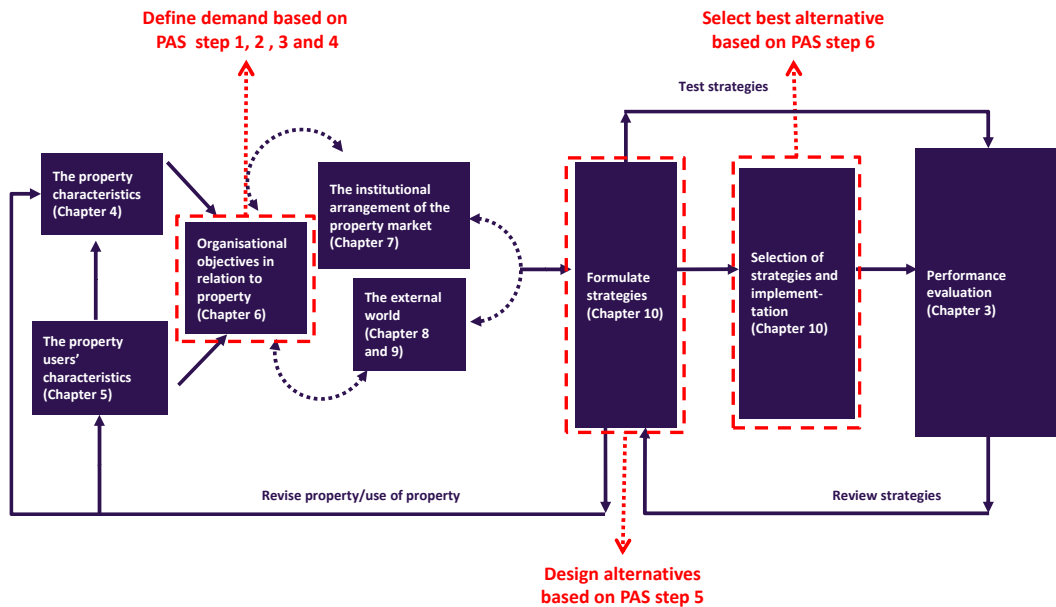 Define demand based on
PAS step 1, 2 , 3 and 4
Select best alternative
based on PAS step 6
Test strategies
The property
characteristics
(Chapter 4)
The institutional
arrangement of the
property market
(Chapter 7)
Organisational
objectives in
relation to
property
(Chapter 6)
The external
world
(Chapter 8
and 9)
The property
users'
characteristics
(Chapter 5)
Formulate
strategies
(Chapter 10)
Selection of
strategies and
implement-
tation
(Chapter 10)
Performance
evaluation
(Chapter 3)
Revise property/use of property
Review strategies
Design alternatives
based on PAS step 5